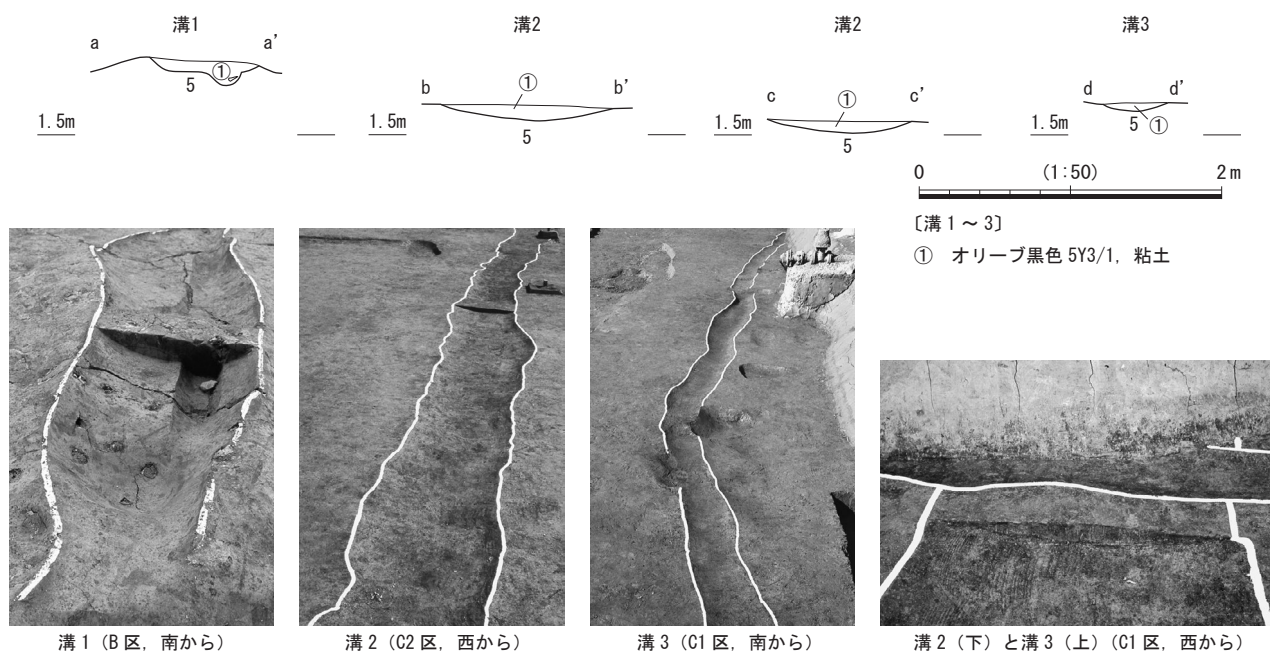 溝1
溝2
溝2
溝3
a a’
① 5
b b’
① 5
c c’
① 5
d d’
5 ①
1.5m
1.5m
1.5m
1.5m
0 (1:50) 2m
〔溝1～3〕
① オリーブ黒色 5Y3/1, 粘土
溝1（B区, 南から）
溝2（C2区, 西から）
溝3（C1区, 南から）
溝2（下）と溝3（上）（C1区, 西から）